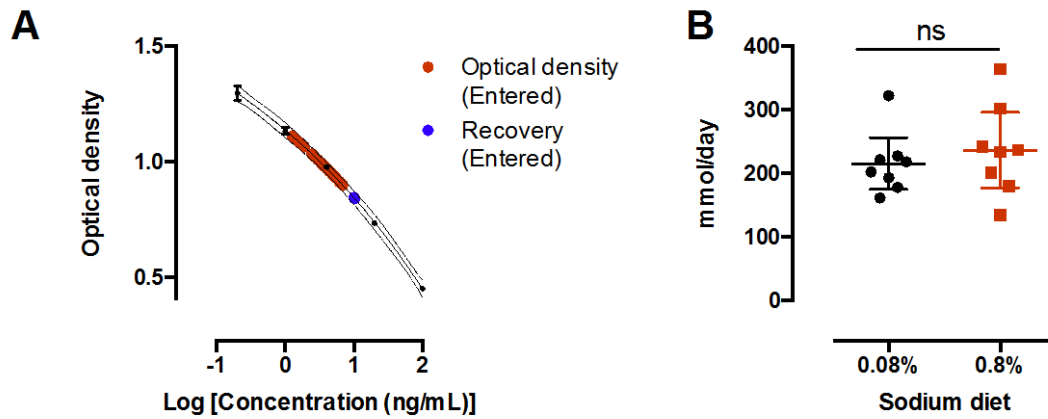 A
Optical density
1.5
1.0
0.5
-1 0 1 2
Log [Concentration (ng/mL)]
Optical density
(Entered)
Recovery
(Entered)
B
ns
mmol/day
400
300
200
100
0
0.08% 0.8%
Sodium diet